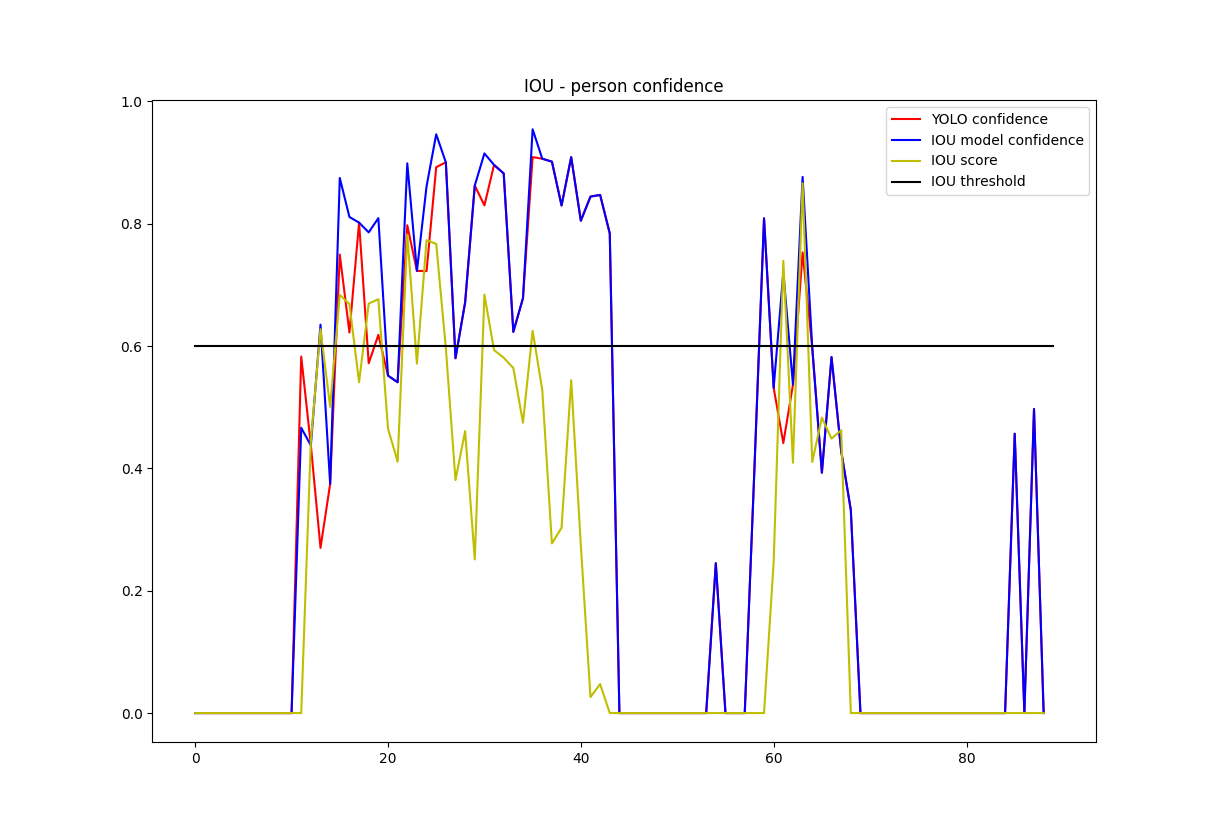 IOU - person confidence
YOLO confidence
IOU model confidence
IOU score
IOU threshold
1.0
0.8
0.6
0.4
0.2
0.0
0 20 40 60 80